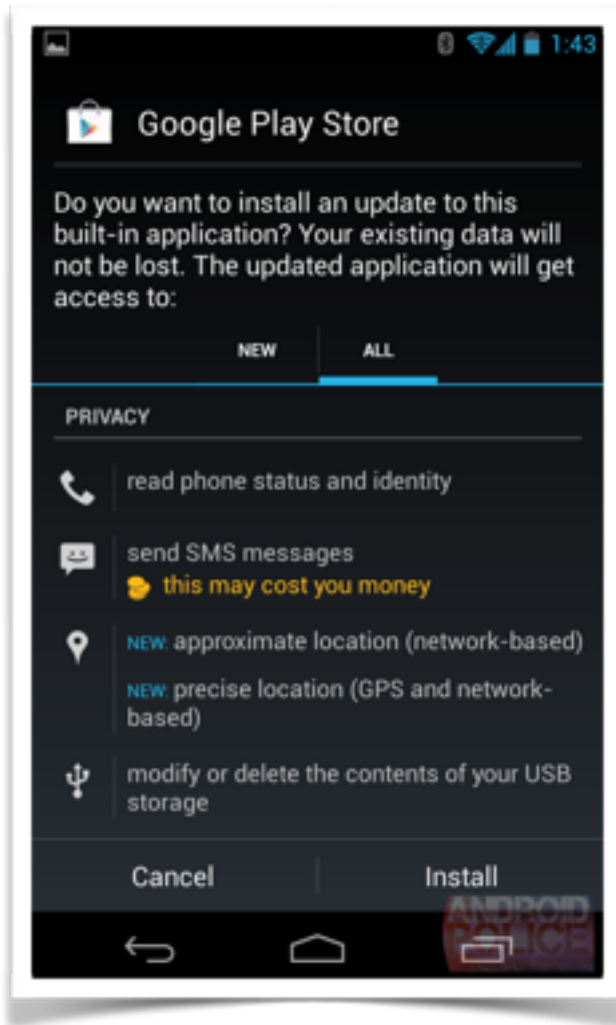 1:43
Google Play Store
Do you want to install an update to this
built-in application? Your existing data will
not be lost. The updated application will get
access to:
NEW ALL
PRIVACY
read phone status and identity
send SMS messages
this may cost you money
NEW: approximate location (network-based)
NEW: precise location (GPS and network-
based)
modify or delete the contents of your USB
storage
Cancel Install
ANDROID
POLICE